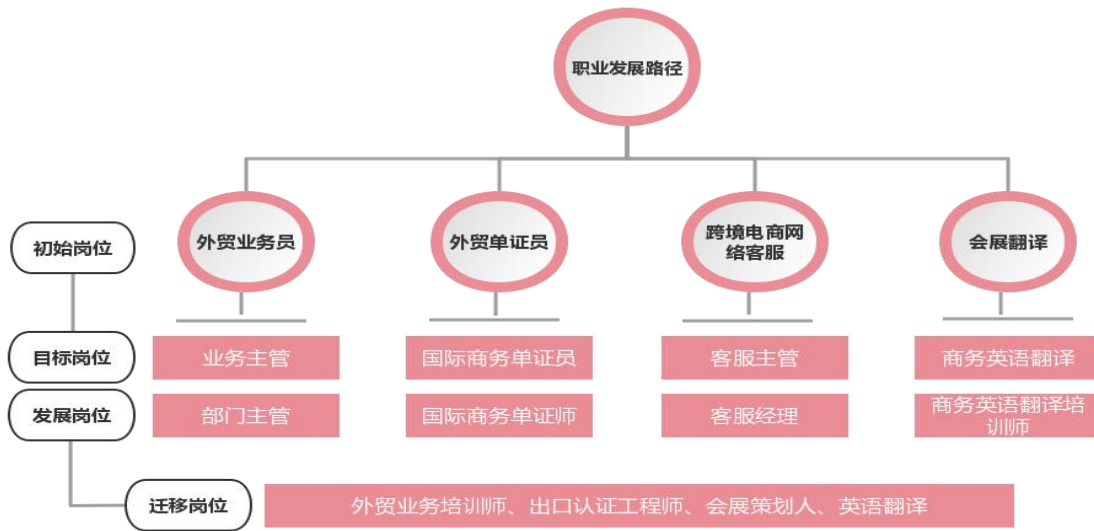 职业发展路径
初始岗位
外贸业务员
外贸单证员
跨境电商网
络客服
会展翻译
目标岗位
业务主管
国际商务单证员
客服主管
商务英语翻译
发展岗位
部门主管
国际商务单证师
客服经理
商务英语翻译培
训师
迁移岗位
外贸业务培训师、出口认证工程师、会展策划人、英语翻译